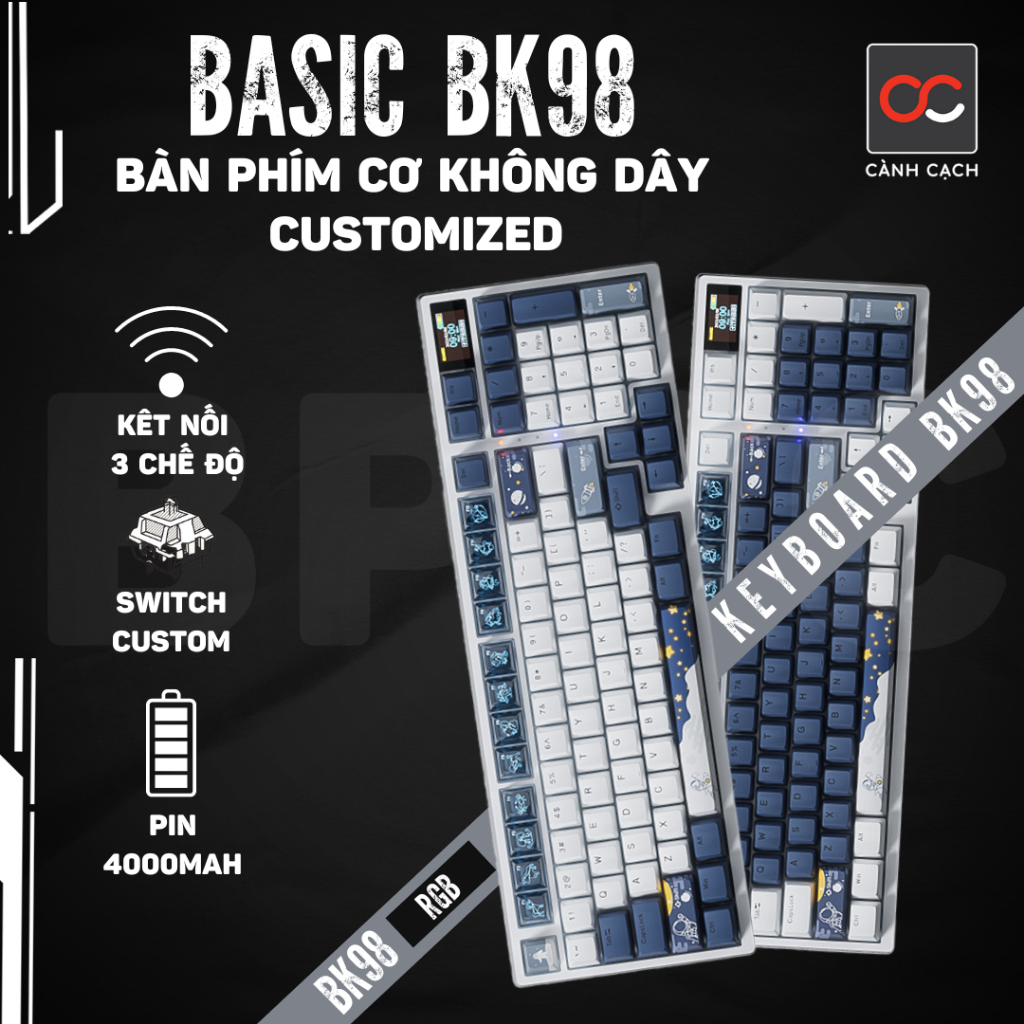 BASIC BK98
BÀN PHÍM CƠ KHÔNG DÂY
CUSTOMIZED
CÀNH CẠCH
KÊT NỐI
3 CHẾ ĐỘ
SWITCH
CUSTOM
PIN
4000MAH
KEYBOARD BK98
BK98
RGB